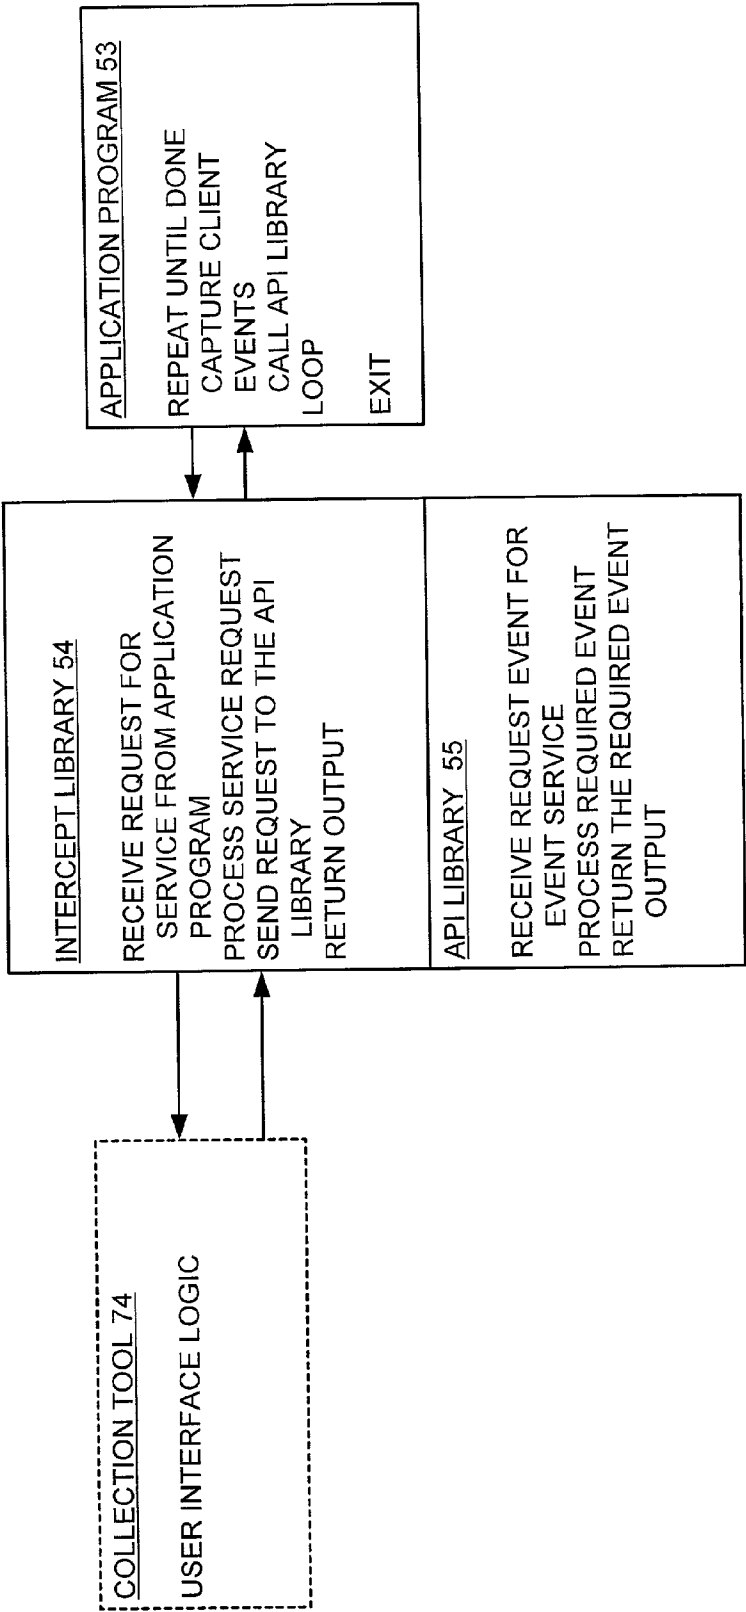 COLLECTION TOOL 74
USER INTERFACE LOGIC
INTERCEPT LIBRARY 54
RECEIVE REQUEST FOR
SERVICE FROM APPLICATION
PROGRAM
PROCESS SERVICE REQUEST
SEND REQUEST TO THE API
LIBRARY
RETURN OUTPUT
API LIBRARY 55
RECEIVE REQUEST EVENT FOR
EVENT SERVICE
PROCESS REQUIRED EVENT
RETURN THE REQUIRED EVENT
OUTPUT
APPLICATION PROGRAM 53
REPEAT UNTIL DONE
CAPTURE CLIENT
EVENTS
CALL API LIBRARY
LOOP
EXIT